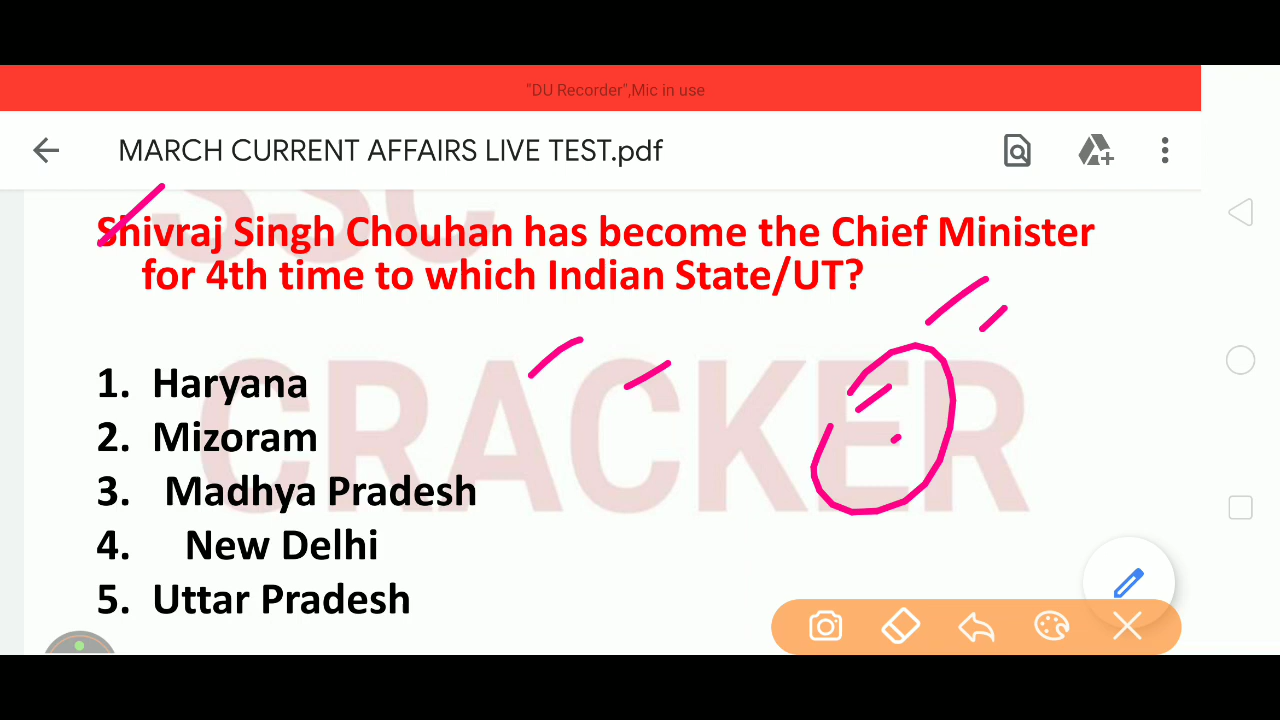 "DU Recorder",Mic in use
MARCH CURRENT AFFAIRS LIVE TEST.pdf
SSC
Shivraj Singh Chouhan has become the Chief Minister
for 4th time to which Indian State/UT?
CRACKER
1. Haryana
2. Mizoram
3. Madhya Pradesh
4. New Delhi
5. Uttar Pradesh